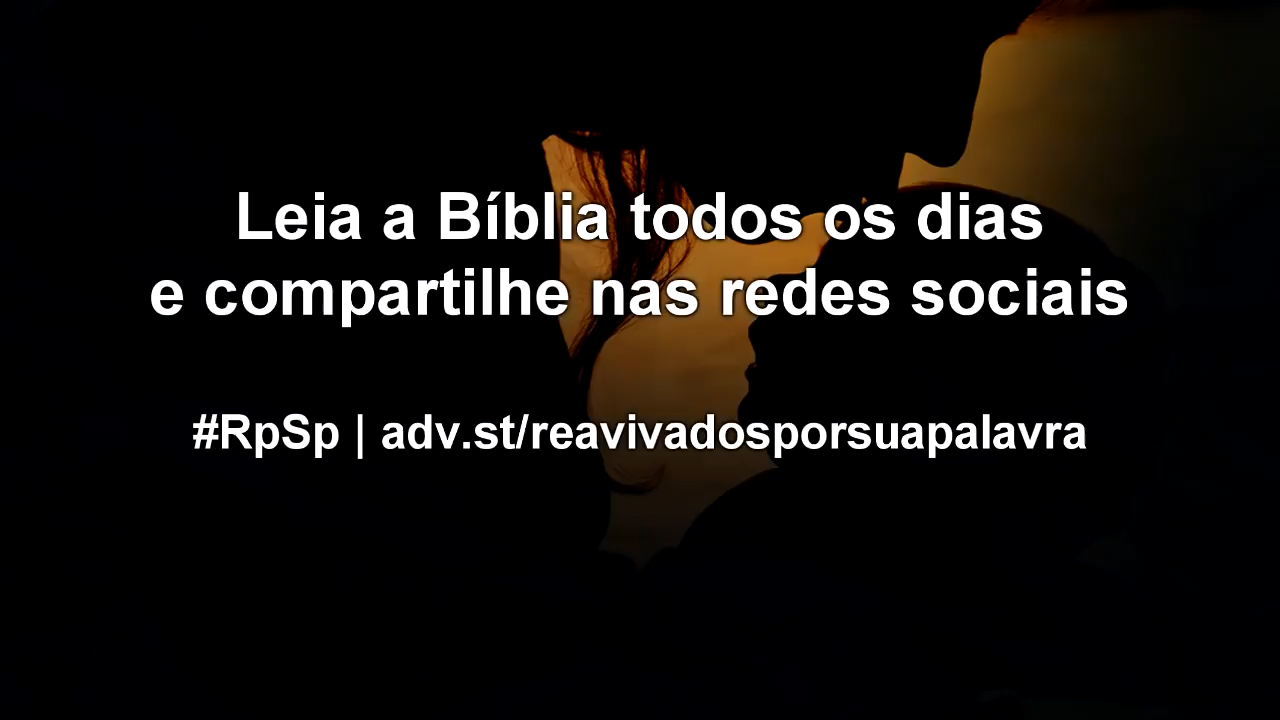 Leia a Bíblia todos os dias
e compartilhe nas redes sociais
#RpSp | adv.st/reavivadosporsuapalavra